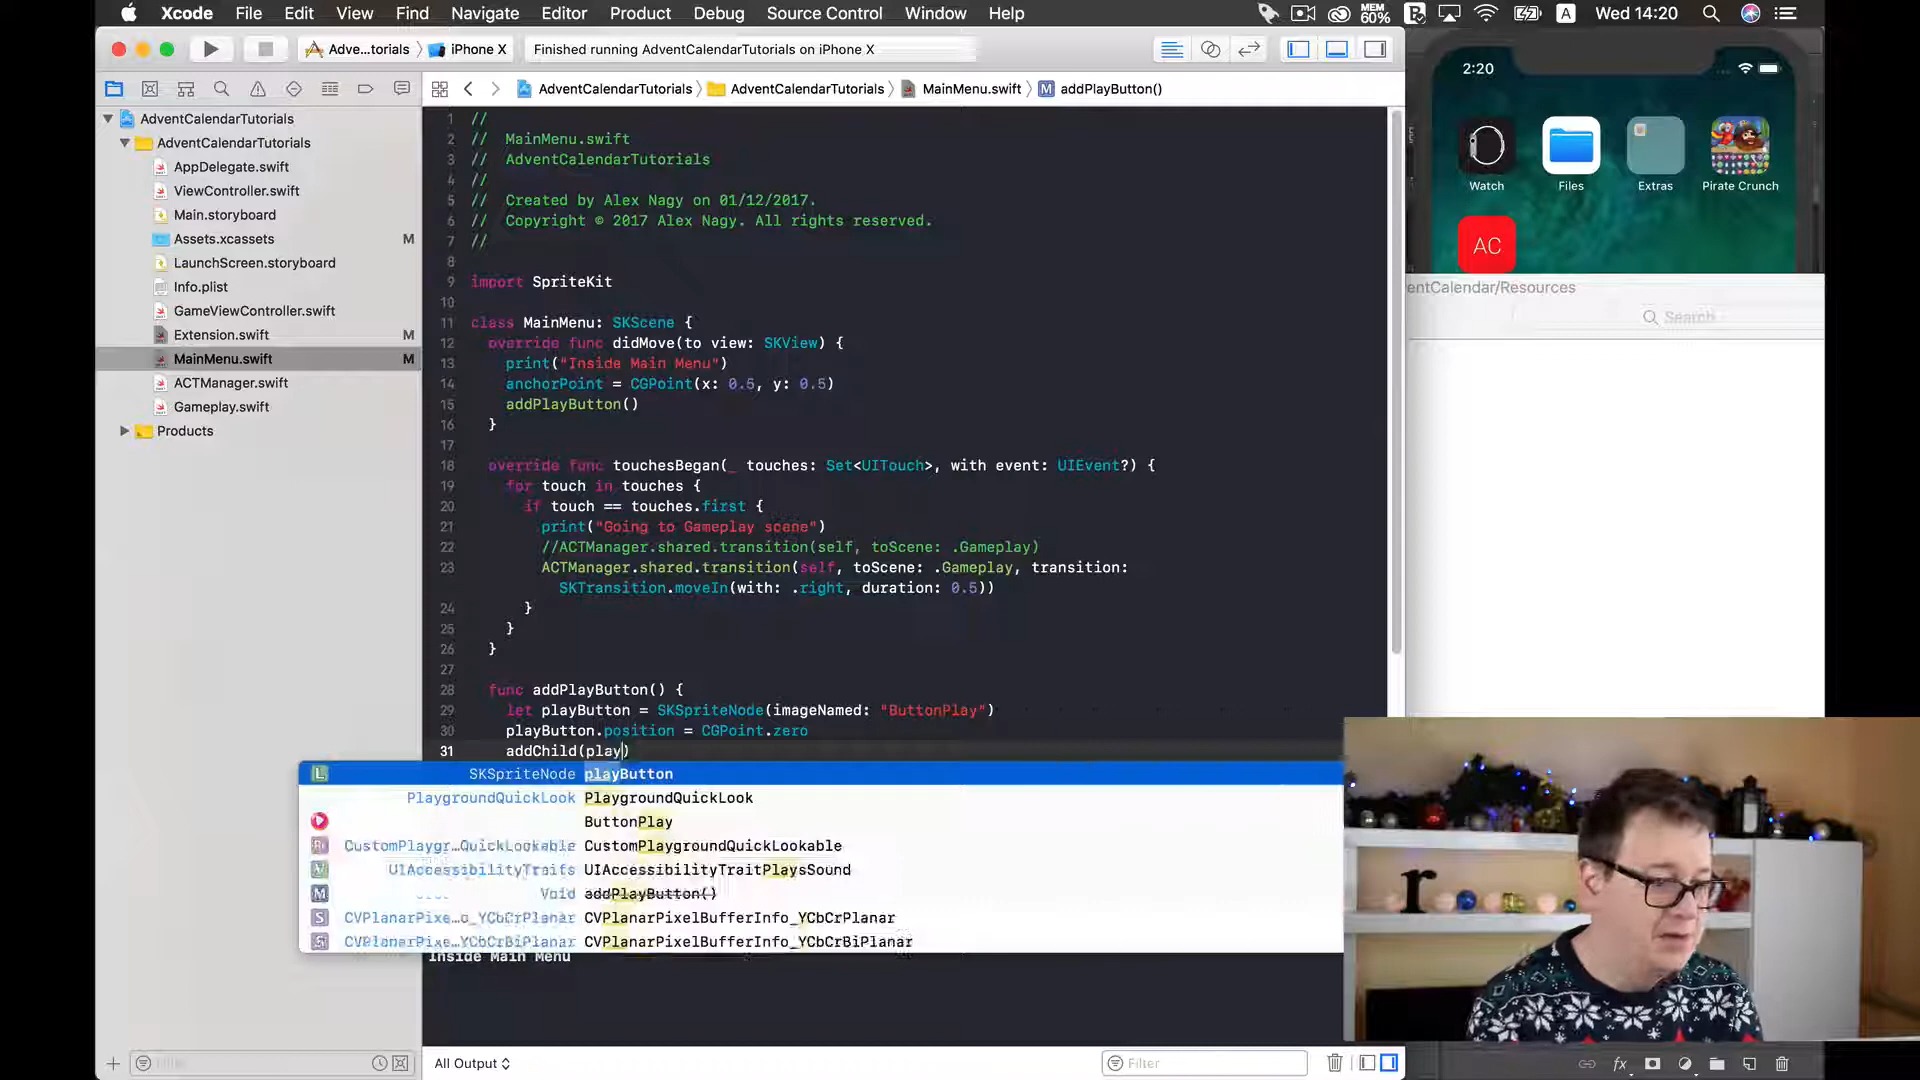 Xcode File Edit View Find Navigate Editor Product Debug Source Control Window Help
MEM 60% A Wed 14:20
Adve...torials iPhone X Finished running AdventCalendarTutorials on iPhone X
AdventCalendarTutorials AdventCalendarTutorials MainMenu.swift M addPlayButton()
AdventCalendarTutorials
AdventCalendarTutorials
AppDelegate.swift
ViewController.swift
Main.storyboard
Assets.xcassets M
LaunchScreen.storyboard
Info.plist
GameViewController.swift
Extension.swift M
MainMenu.swift M
ACTManager.swift
Gameplay.swift
Products
Filter
1 //
2 // MainMenu.swift
3 // AdventCalendarTutorials
4 //
5 // Created by Alex Nagy on 01/12/2017.
6 // Copyright © 2017 Alex Nagy. All rights reserved.
7 //
8
9 import SpriteKit
10
11 class MainMenu: SKScene {
12 override func didMove(to view: SKView) {
13 print("Inside Main Menu")
14 anchorPoint = CGPoint(x: 0.5, y: 0.5)
15 addPlayButton()
16 }
17
18 override func touchesBegan(_ touches: Set<UITouch>, with event: UIEvent?) {
19 for touch in touches {
20 if touch == touches.first {
21 print("Going to Gameplay scene")
22 //ACTManager.shared.transition(self, toScene: .Gameplay)
23 ACTManager.shared.transition(self, toScene: .Gameplay, transition:
SKTransition.moveIn(with: .right, duration: 0.5))
24 }
25 }
26 }
27
28 func addPlayButton() {
29 let playButton = SKSpriteNode(imageNamed: "ButtonPlay")
30 playButton.position = CGPoint.zero
31 addChild(play)
L SKSpriteNode playButton
PlaygroundQuickLook PlaygroundQuickLook
ButtonPlay
CustomPlaygr...QuickLookable CustomPlaygroundQuickLookable
UIAccessibilityTraits UIAccessibilityTraitPlaysSound
M Void addPlayButton()
S CVPlanarPixe...o_YCbCrPlanar CVPlanarPixelBufferInfo_YCbCrPlanar
CVPlanarPixe...YCbCrBiPlanar CVPlanarPixelBufferInfo_YCbCrBiPlanar
Inside Main Menu
All Output Filter
2:20
Watch Files Extras Pirate Crunch
AC
entCalendar/Resources
Search
r
fx